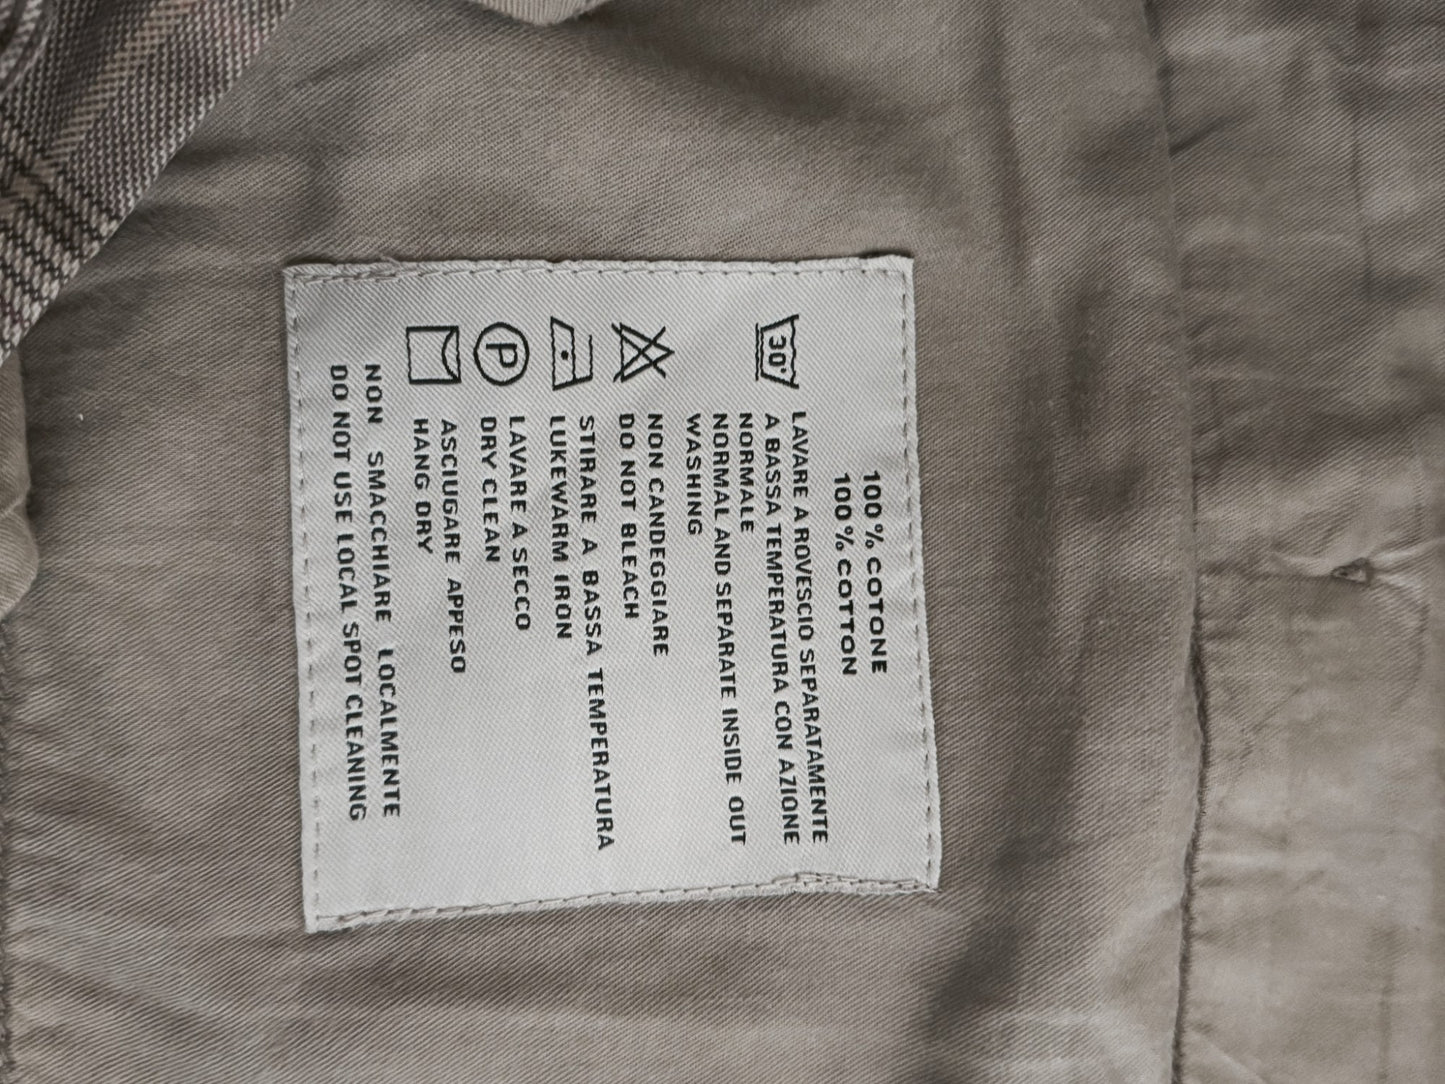 100% COTONE
100% COTTON
30°
LAVARE A ROVESCIO SEPARATAMENTE
A BASSA TEMPERATURA CON AZIONE
NORMALE
NORMAL AND SEPARATE INSIDE OUT
WASHING
NON CANDEGGIARE
DO NOT BLEACH
STIRARE A BASSA TEMPERATURA
LUKEWARM IRON
P
LAVARE A SECCO
DRY CLEAN
ASCIUGARE APPESO
HANG DRY
NON SMACCHIARE LOCALMENTE
DO NOT USE LOCAL SPOT CLEANING